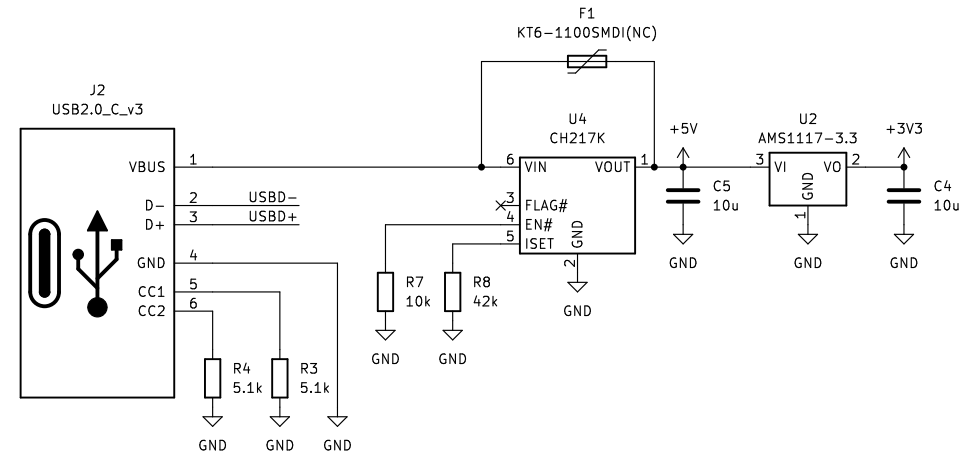 F1
KT6-1100SMDI(NC)
J2
USB2.0_C_v3
U4
CH217K
+5V
U2
AMS1117-3.3
+3V3
VBUS 1
6 VIN VOUT 1
3 VI VO 2
GND
1
D- 2 USBD-
D+ 3 USBD+
3 FLAG#
4 EN#
5 ISET
GND
2
C5
10u
C4
10u
GND 4
CC1 5
CC2 6
GND
GND
GND
R7
10k
R8
42k
GND
GND
GND
R4
5.1k
R3
5.1k
GND
GND
GND